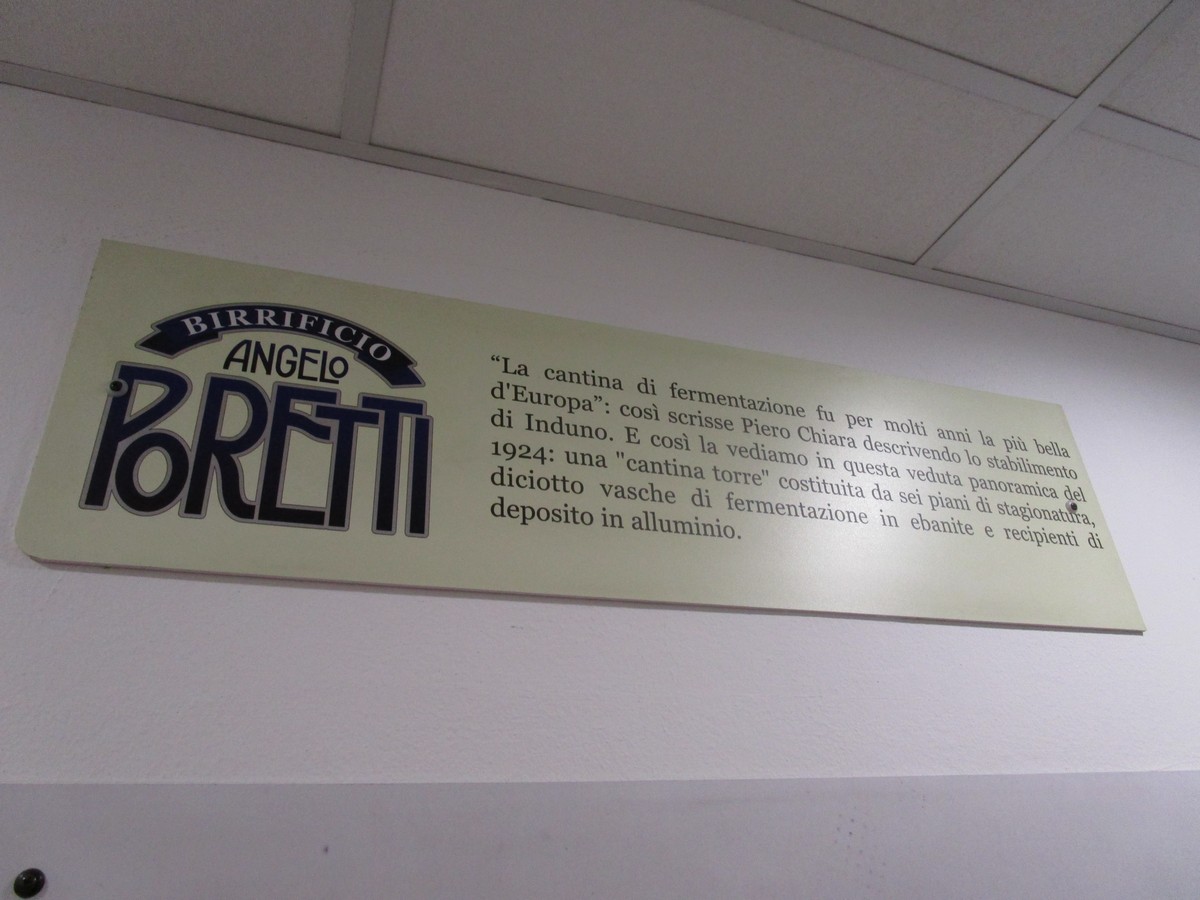 BIRRIFICIO
ANGELO
PORETTI
“La cantina di fermentazione fu per molti anni la più bella
d'Europa”: così scrisse Piero Chiara descrivendo lo stabilimento
di Induno. E così la vediamo in questa veduta panoramica del
1924: una "cantina torre" costituita da sei piani di stagionatura,
diciotto vasche di fermentazione in ebanite e recipienti di
deposito in alluminio.